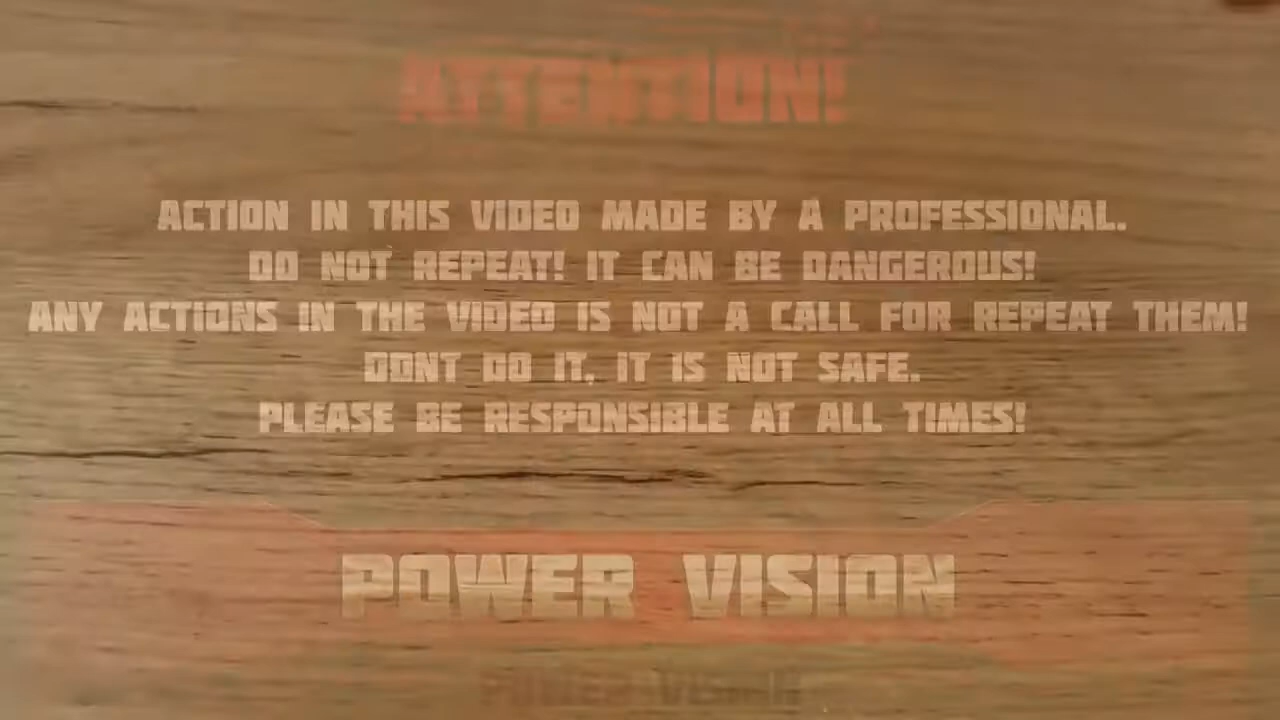 ATTENTION!
ACTION IN THIS VIDEO MADE BY A PROFESSIONAL.
DO NOT REPEAT! IT CAN BE DANGEROUS!
ANY ACTIONS IN THE VIDEO IS NOT A CALL FOR REPEAT THEM!
DONT DO IT, IT IS NOT SAFE.
PLEASE BE RESPONSIBLE AT ALL TIMES!
POWER VISION
POWER VISION